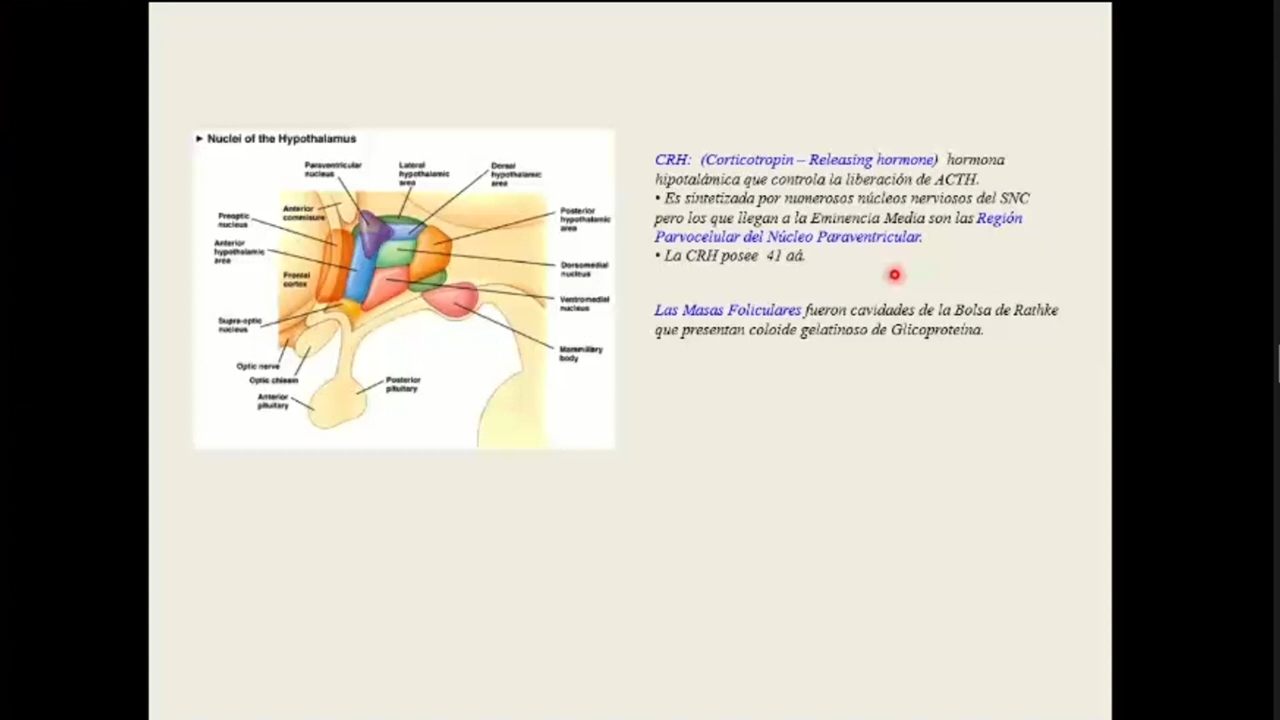 ► Nuclei of the Hypothalamus
Paraventricular
nucleus
Lateral
hypothalamic
area
Dorsal
hypothalamic
area
Anterior
commisure
Preoptic
nucleus
Anterior
hypothalamic
area
Frontal
cortex
Supra-optic
nucleus
Optic nerve
Optic chiasm
Anterior
pituitary
Posterior
pituitary
Posterior
hypothalamic
area
Dorsomedial
nucleus
Ventromedial
nucleus
Mammillary
body
CRH: (Corticotropin – Releasing hormone) hormona
hipotalámica que controla la liberación de ACTH.
• Es sintetizada por numerosos núcleos nerviosos del SNC
pero los que llegan a la Eminencia Media son las Región
Parvocelular del Núcleo Paraventricular.
• La CRH posee 41 aá.
Las Masas Foliculares fueron cavidades de la Bolsa de Rathke
que presentan coloide gelatinoso de Glicoproteína.